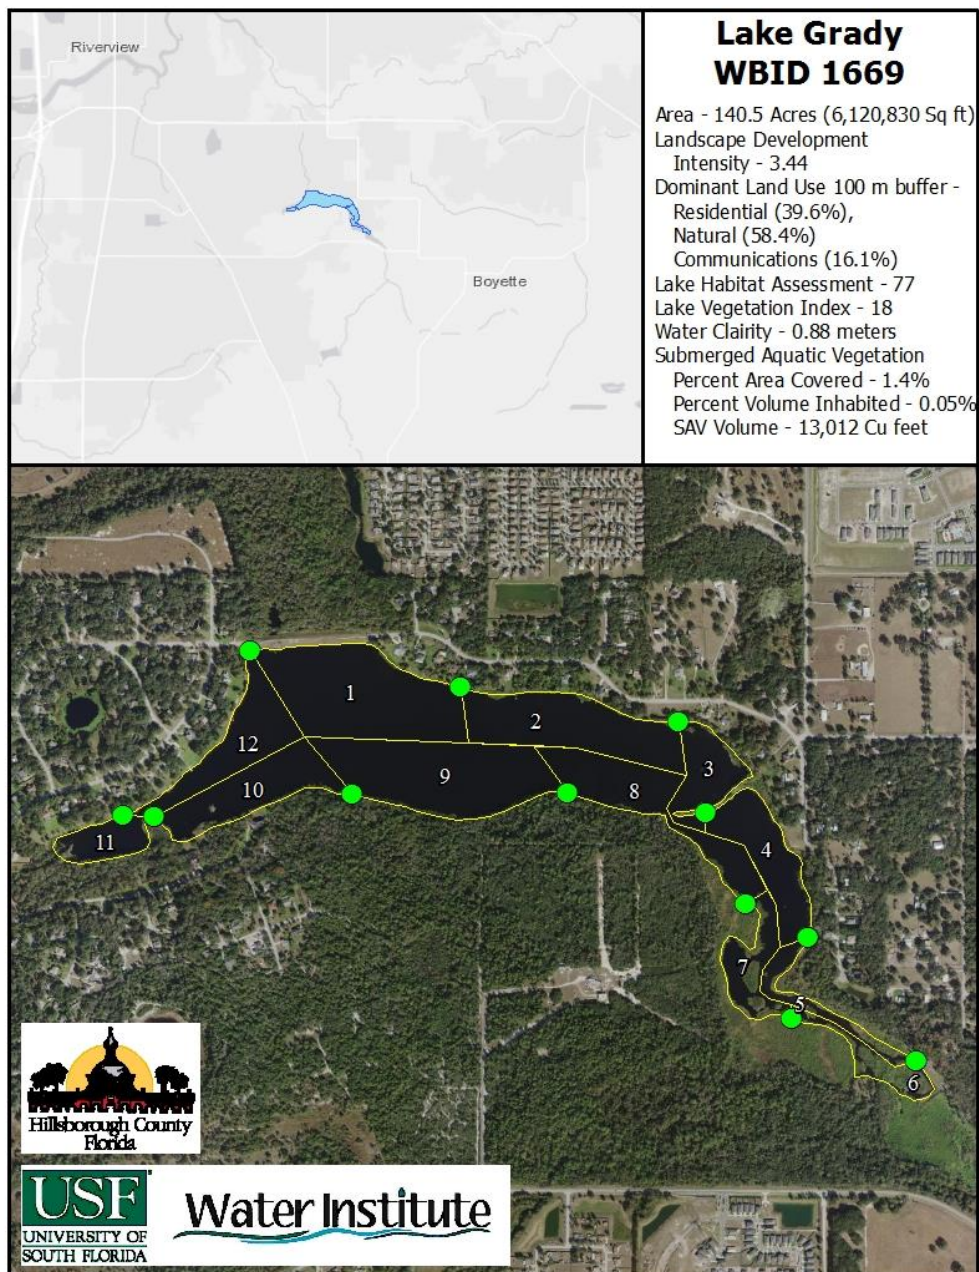 Riverview
Boyette
Lake Grady
WBID 1669
Area - 140.5 Acres (6,120,830 Sq ft)
Landscape Development
Intensity - 3.44
Dominant Land Use 100 m buffer -
Residential (39.6%),
Natural (58.4%)
Communications (16.1%)
Lake Habitat Assessment - 77
Lake Vegetation Index - 18
Water Clairity - 0.88 meters
Submerged Aquatic Vegetation
Percent Area Covered - 1.4%
Percent Volume Inhabited - 0.05%
SAV Volume - 13,012 Cu feet
1
2
12
3
9
10
8
11
4
7
5
6
Hillsborough County
Florida
USF
UNIVERSITY OF
SOUTH FLORIDA
Water Institute